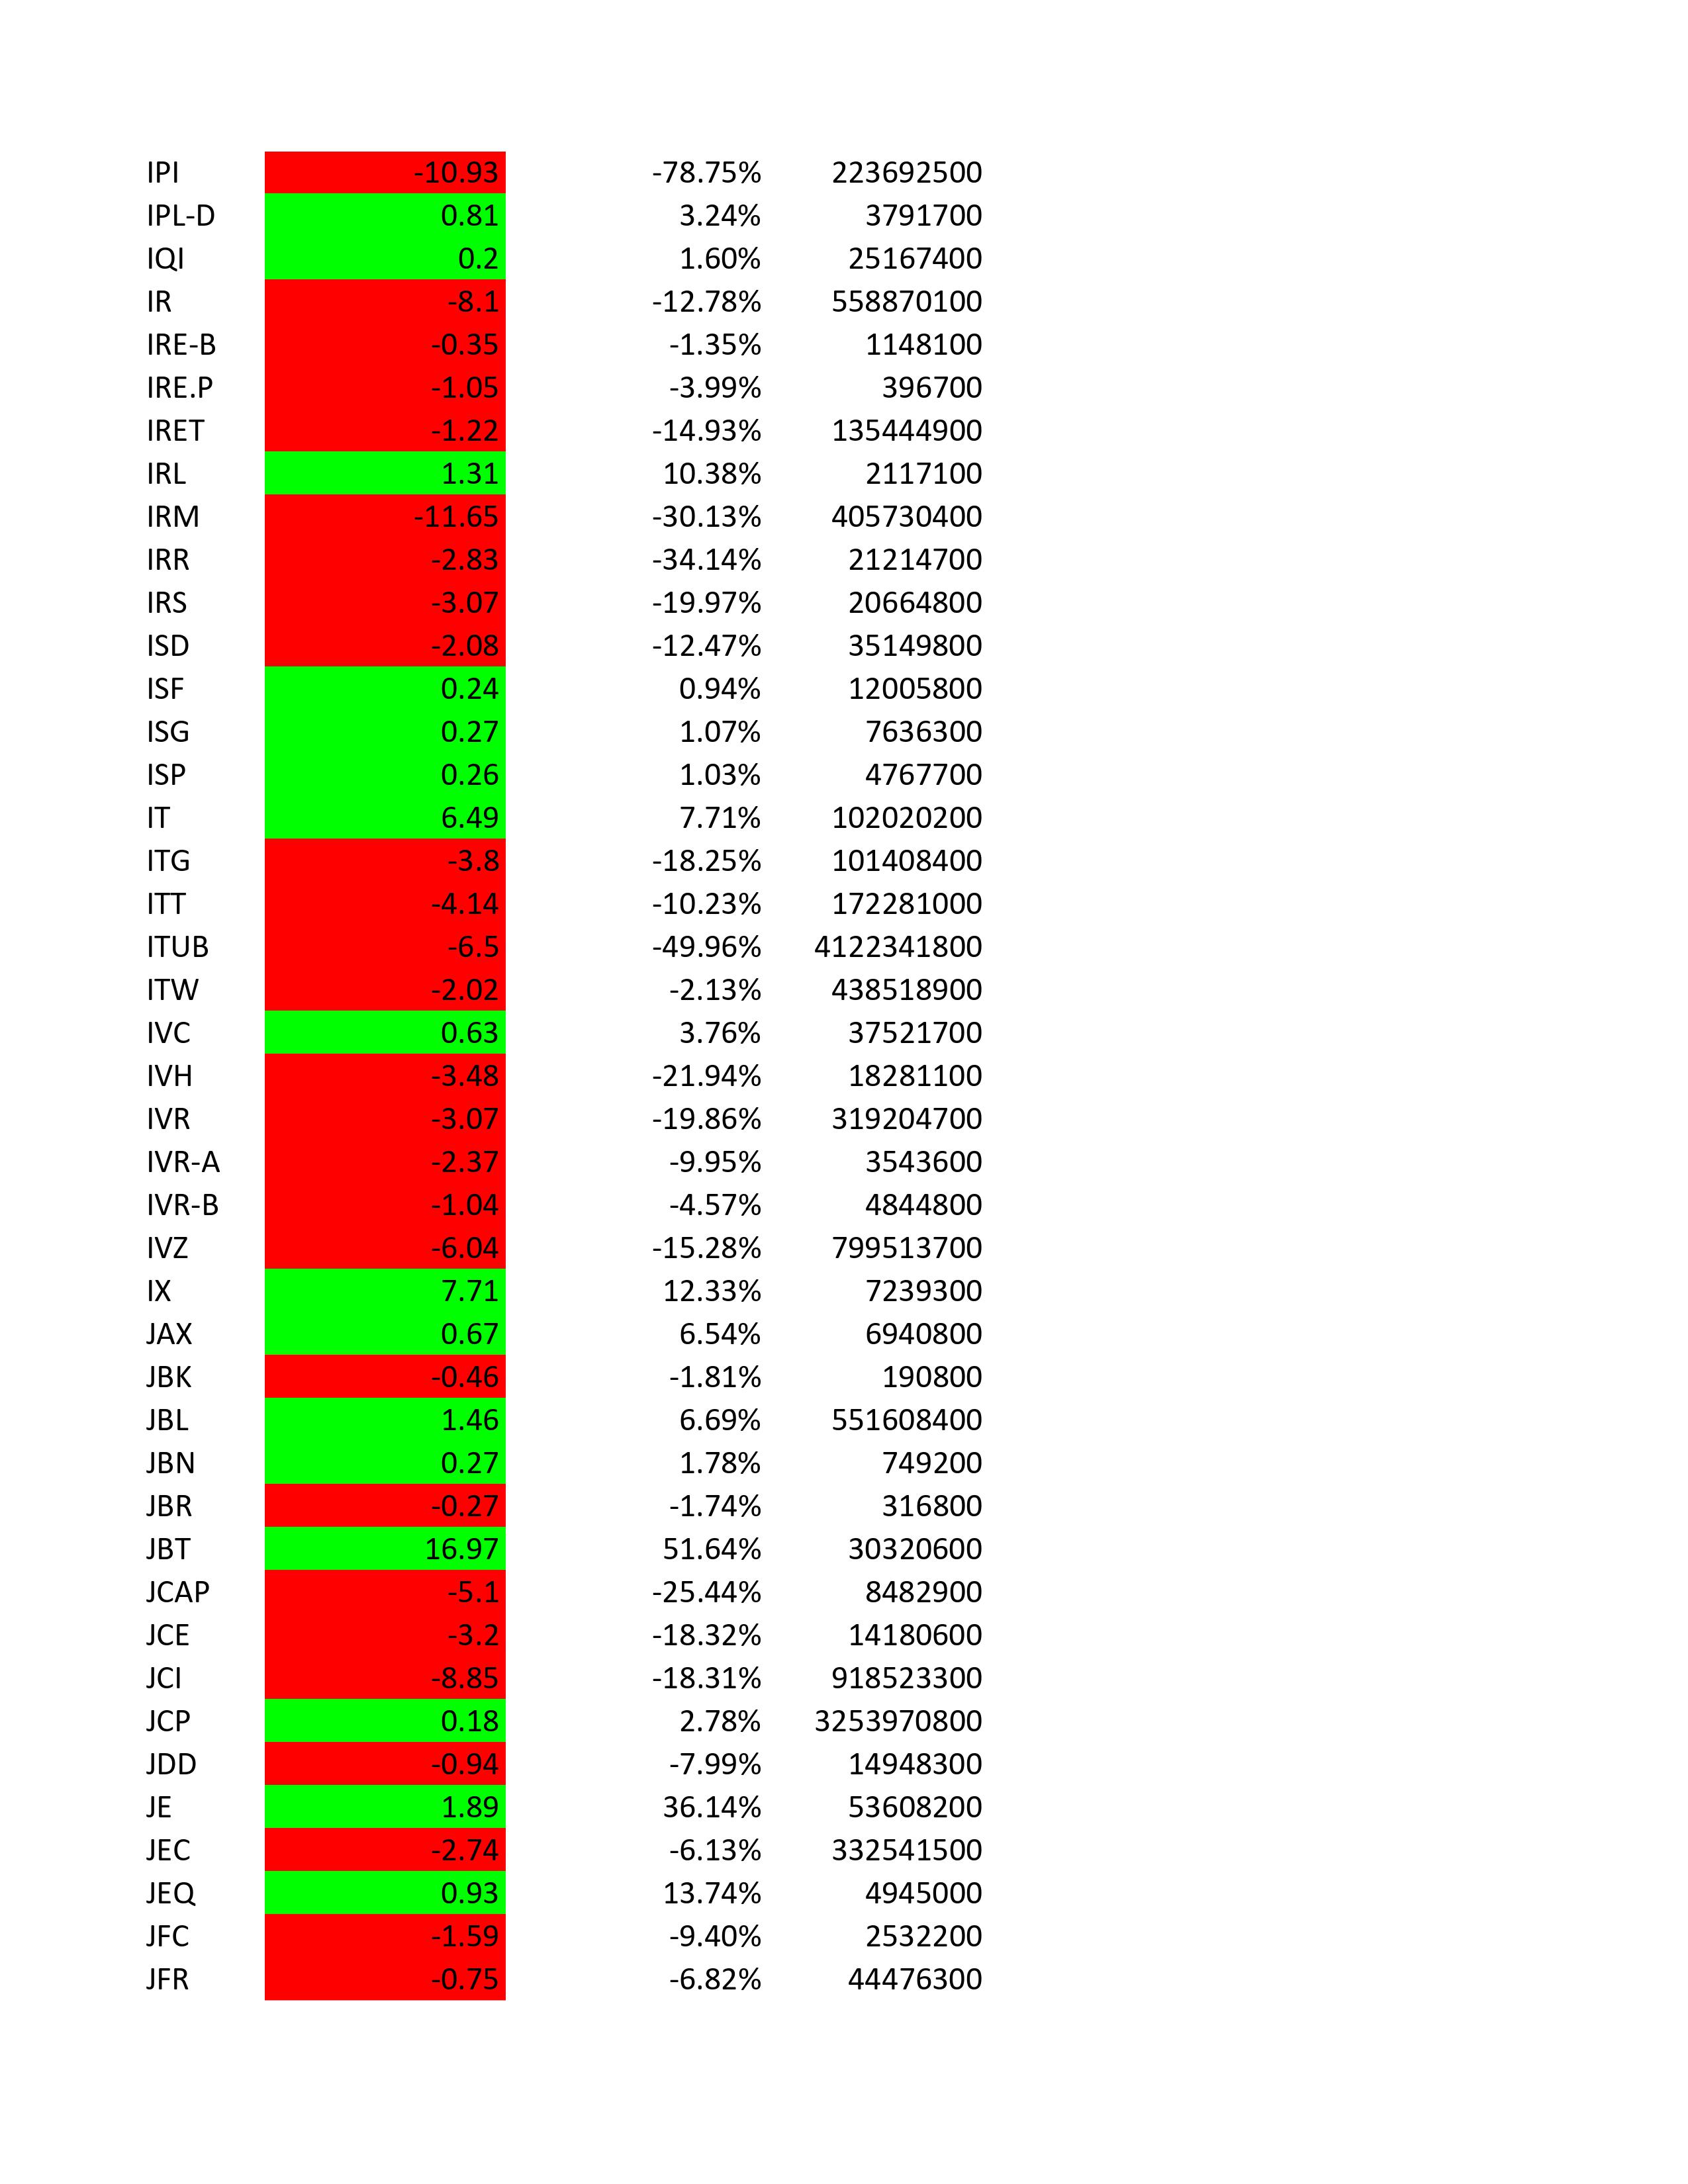 IPI -10.93 -78.75% 223692500
IPL-D 0.81 3.24% 3791700
IQI 0.2 1.60% 25167400
IR -8.1 -12.78% 558870100
IRE-B -0.35 -1.35% 1148100
IRE.P -1.05 -3.99% 396700
IRET -1.22 -14.93% 135444900
IRL 1.31 10.38% 2117100
IRM -11.65 -30.13% 405730400
IRR -2.83 -34.14% 21214700
IRS -3.07 -19.97% 20664800
ISD -2.08 -12.47% 35149800
ISF 0.24 0.94% 12005800
ISG 0.27 1.07% 7636300
ISP 0.26 1.03% 4767700
IT 6.49 7.71% 102020200
ITG -3.8 -18.25% 101408400
ITT -4.14 -10.23% 172281000
ITUB -6.5 -49.96% 4122341800
ITW -2.02 -2.13% 438518900
IVC 0.63 3.76% 37521700
IVH -3.48 -21.94% 18281100
IVR -3.07 -19.86% 319204700
IVR-A -2.37 -9.95% 3543600
IVR-B -1.04 -4.57% 4844800
IVZ -6.04 -15.28% 799513700
IX 7.71 12.33% 7239300
JAX 0.67 6.54% 6940800
JBK -0.46 -1.81% 190800
JBL 1.46 6.69% 551608400
JBN 0.27 1.78% 749200
JBR -0.27 -1.74% 316800
JBT 16.97 51.64% 30320600
JCAP -5.1 -25.44% 8482900
JCE -3.2 -18.32% 14180600
JCI -8.85 -18.31% 918523300
JCP 0.18 2.78% 3253970800
JDD -0.94 -7.99% 14948300
JE 1.89 36.14% 53608200
JEC -2.74 -6.13% 332541500
JEQ 0.93 13.74% 4945000
JFC -1.59 -9.40% 2532200
JFR -0.75 -6.82% 44476300